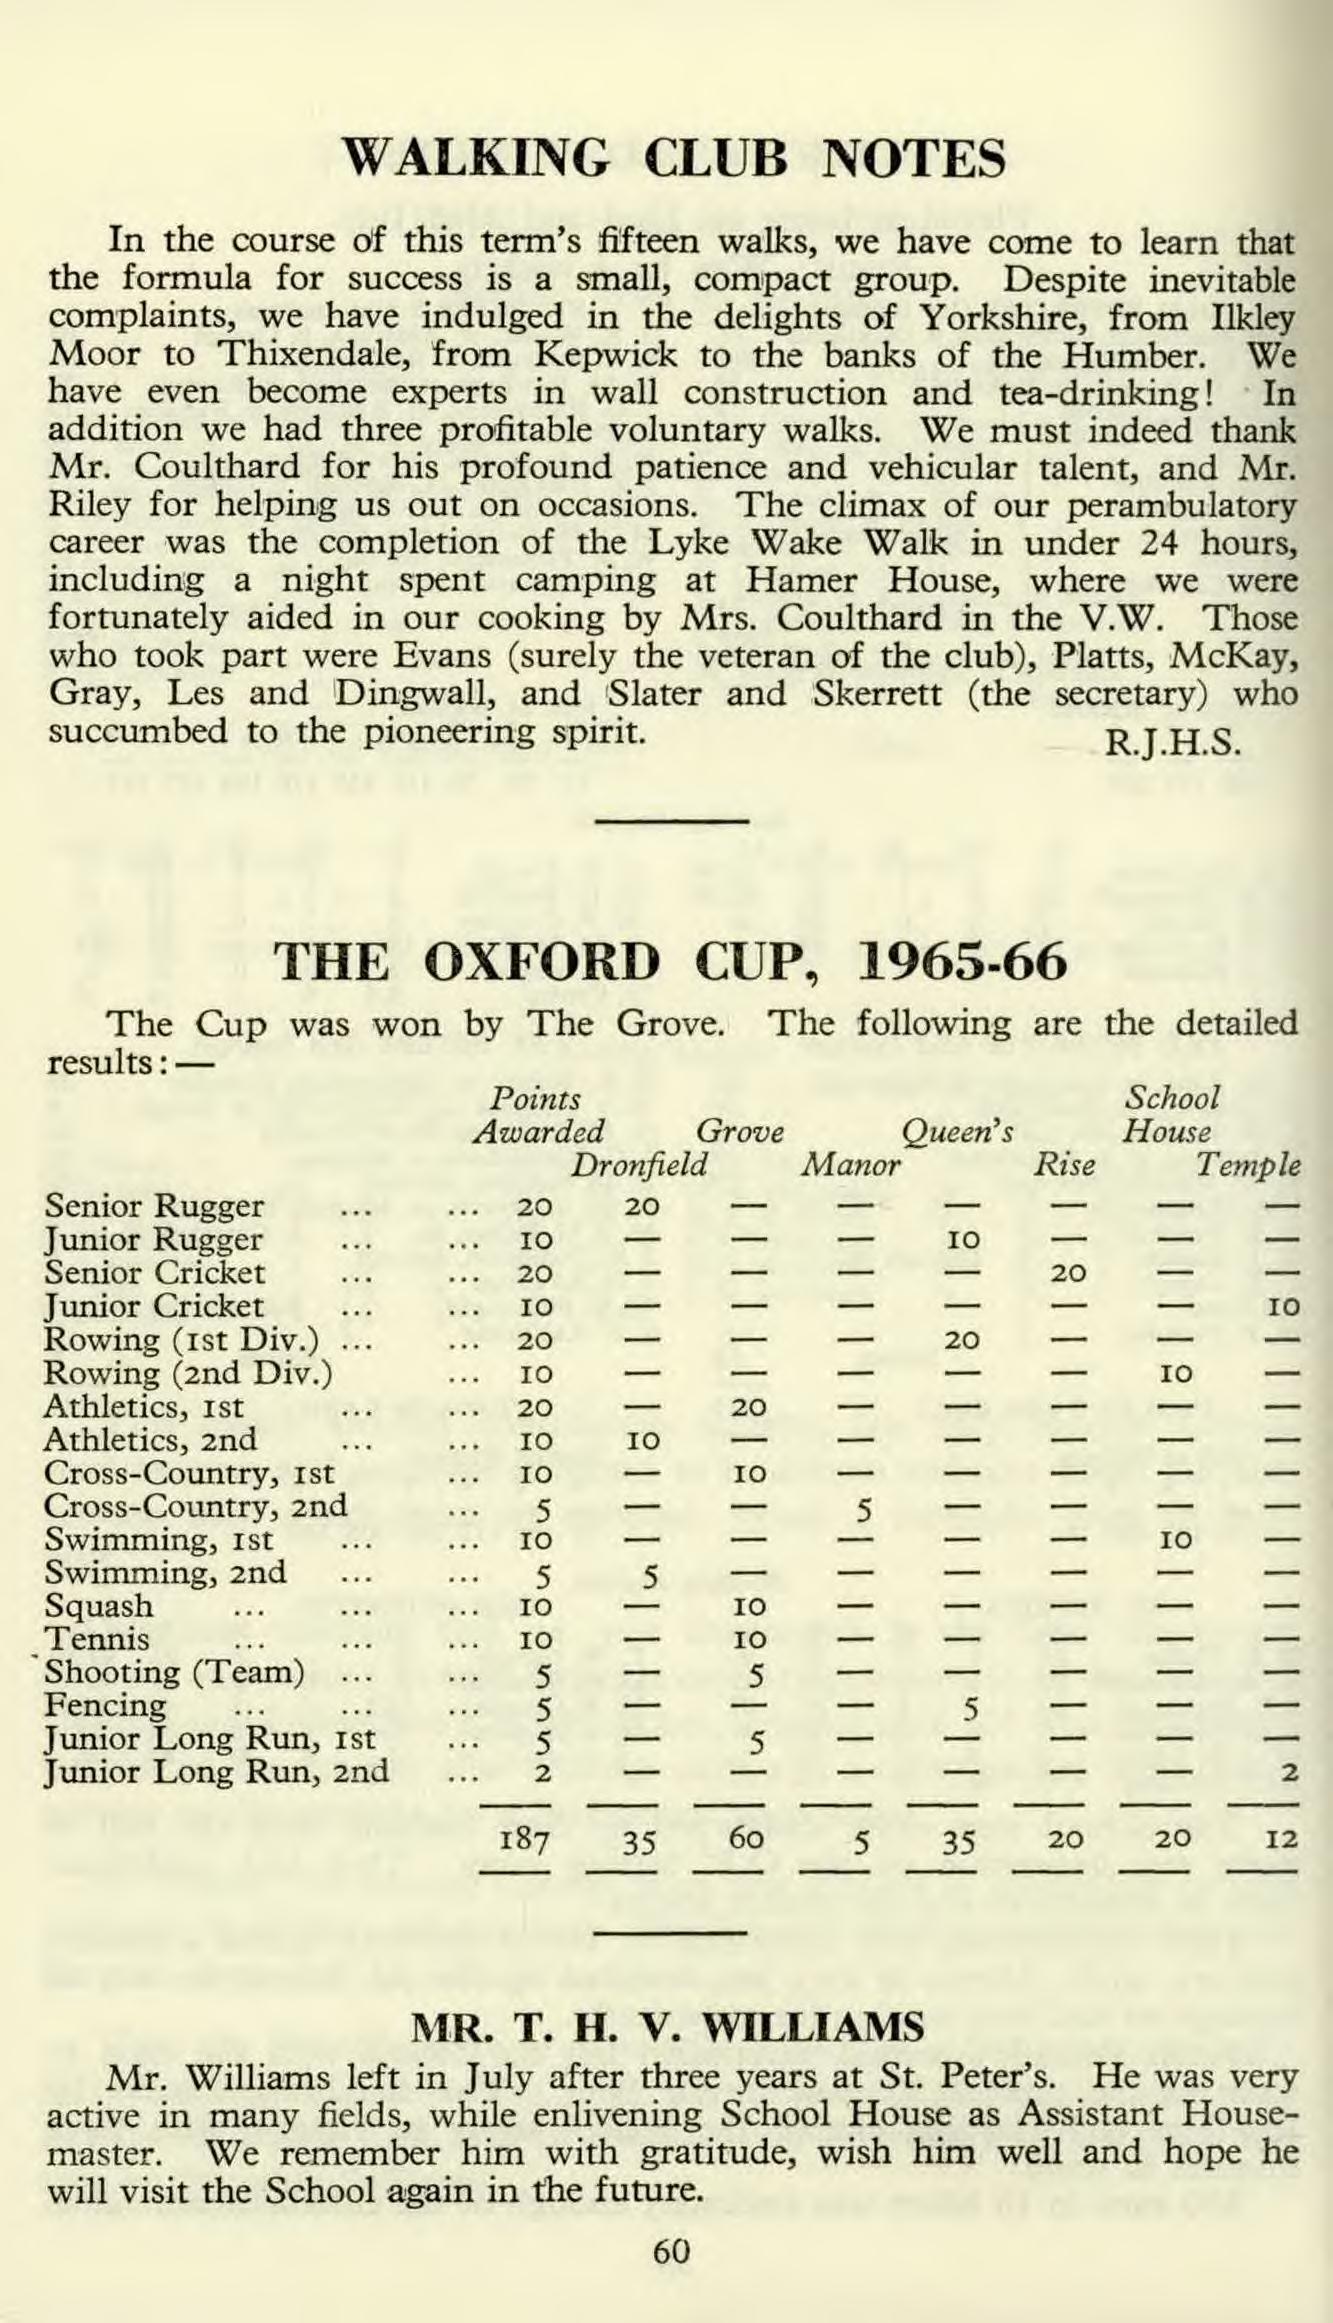 WALKING CLUB NOTES
In the course of this term's fifteen walks, we have come to learn that
the formula for success is a small, compact group. Despite inevitable
complaints, we have indulged in the delights of Yorkshire, from Ilkley
Moor to Thixendale, from Kepwick to the banks of the Humber. We
have even become experts in wall construction and tea-drinking! In
addition we had three profitable voluntary walks. We must indeed thank
Mr. Coulthard for his profound patience and vehicular talent, and Mr.
Riley for helping us out on occasions. The climax of our perambulatory
career was the completion of the Lyke Wake Walk in under 24 hours,
including a night spent camping at Hamer House, where we were
fortunately aided in our cooking by Mrs. Coulthard in the V.W. Those
who took part were Evans (surely the veteran of the club), Platts, McKay,
Gray, Les and Dingwall, and Slater and Skerrett (the secretary) who
succumbed to the pioneering spirit. R.J.H.S.
THE OXFORD CUP, 1965-66
The Cup was won by The Grove. The following are the detailed
results:—
Points School
Awarded Grove Queen's House
Dronfield Manor Rise Temple
Senior Rugger ... ... 20 20 — — — — — —
Junior Rugger ... ... 10 — — — 10 — — —
Senior Cricket ... ... 20 — — — — 20 — —
Junior Cricket ... ... 10 — — — — — — 10
Rowing (1st Div.) ... ... 20 — — — 20 — — —
Rowing (2nd Div.) ... 10 — — — — — 10 —
Athletics, 1st ... ... 20 — 20 — — — — —
Athletics, 2nd ... ... 10 10 — — — — — —
Cross-Country, 1st ... 10 — 10 — — — — —
Cross-Country, 2nd ... 5 — — 5 — — — —
Swimming, 1st ... ... 10 — — — — — 10 —
Swimming, 2nd ... ... 5 5 — — — — — —
Squash ... ... ... 10 — 10 — — — — —
Tennis ... ... ... 10 — 10 — — — — —
Shooting (Team) ... ... 5 — 5 — — — — —
Fencing ... ... ... 5 — — — 5 — — —
Junior Long Run, 1st ... 5 — 5 — — — — —
Junior Long Run, 2nd ... 2 — — — — — — 2
187 35 60 5 35 20 20 12
MR. T. H. V. WILLIAMS
Mr. Williams left in July after three years at St. Peter's. He was very
active in many fields, while enlivening School House as Assistant House-
master. We remember him with gratitude, wish him well and hope he
will visit the School again in the future.
60